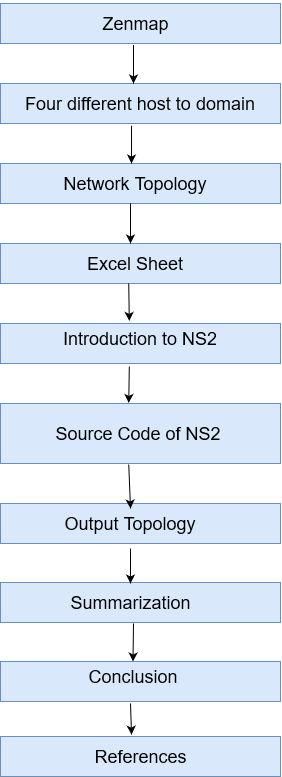 Zenmap
Four different host to domain
Network Topology
Excel Sheet
Introduction to NS2
Source Code of NS2
Output Topology
Summarization
Conclusion
References